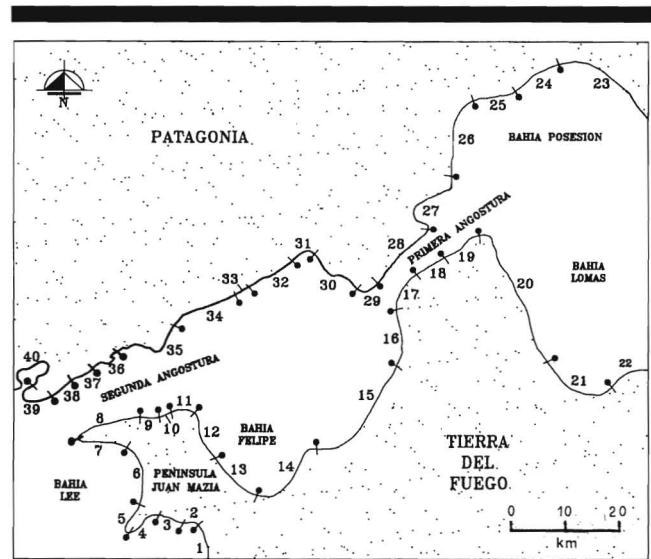 N
PATAGONIA
BAHIA POSESION
PRIMERA ANGOSTURA
BAHIA
LOMAS
SEGUNDA ANGOSTURA
BAHIA
FELIPE
PENINSULA
JUAN MAZIA
BAHIA
LEE
TIERRA
DEL
FUEGO
0 10 20
km
1
2
3
4
5
6
7
8
9
10
11
12
13
14
15
16
17
18
19
20
21
22
23
24
25
26
27
28
29
30
31
32
33
34
35
36
37
38
39
40